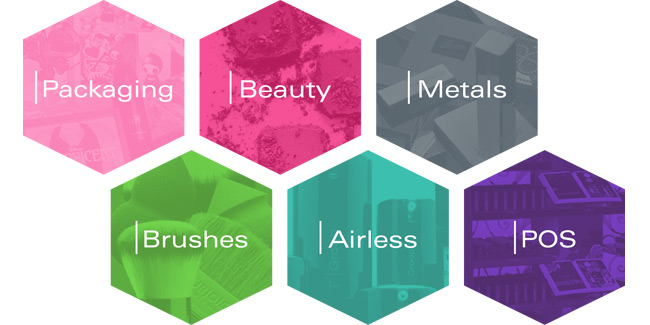 Packaging
Beauty
Metals
Brushes
Airless
POS